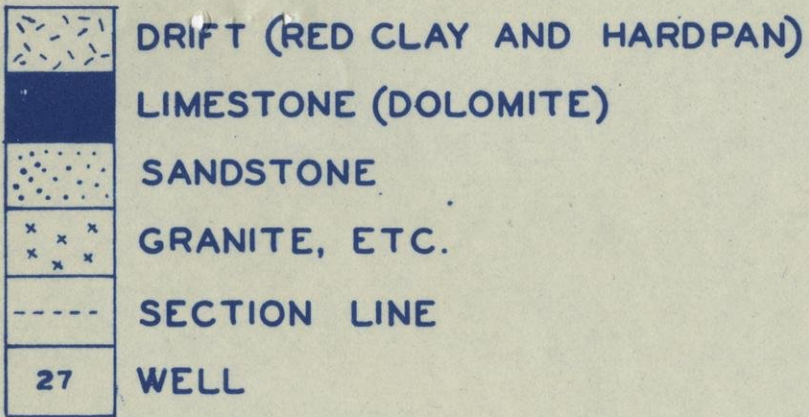 DRIFT (RED CLAY AND HARDPAN)
LIMESTONE (DOLOMITE)
SANDSTONE
GRANITE, ETC.
SECTION LINE
27 WELL